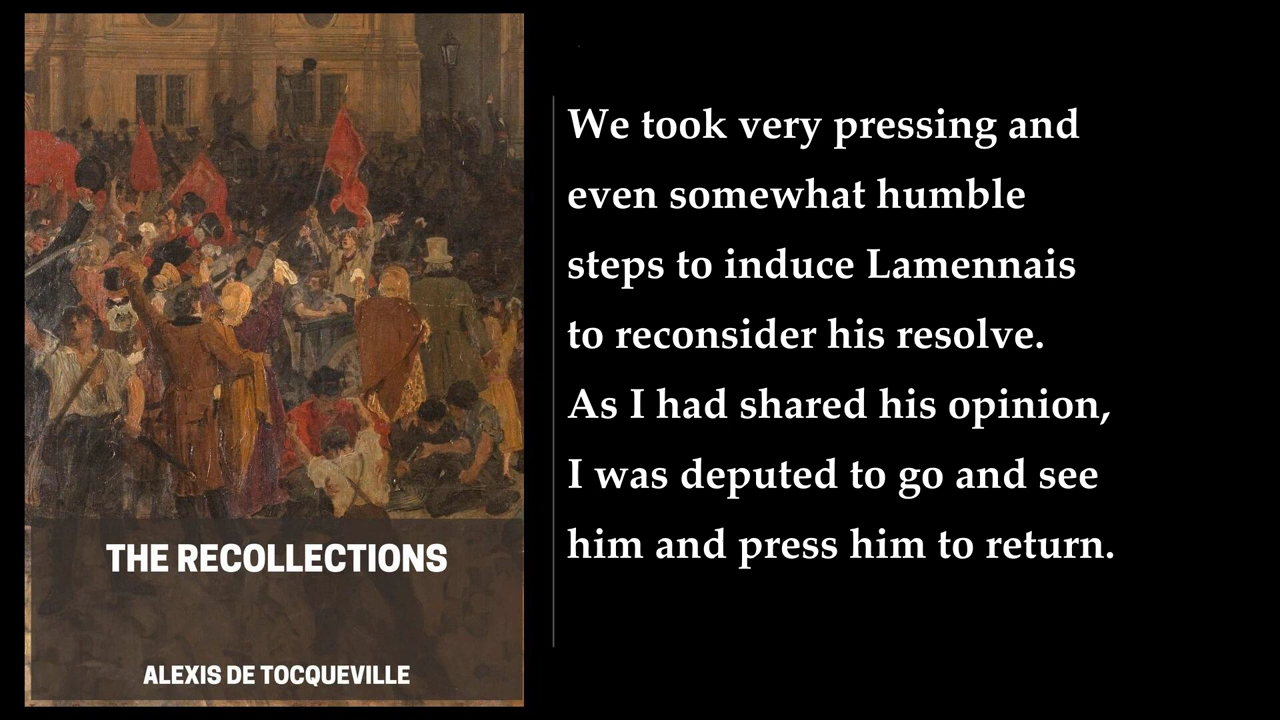 THE RECOLLECTIONS
ALEXIS DE TOCQUEVILLE
We took very pressing and
even somewhat humble
steps to induce Lamennais
to reconsider his resolve.
As I had shared his opinion,
I was deputed to go and see
him and press him to return.